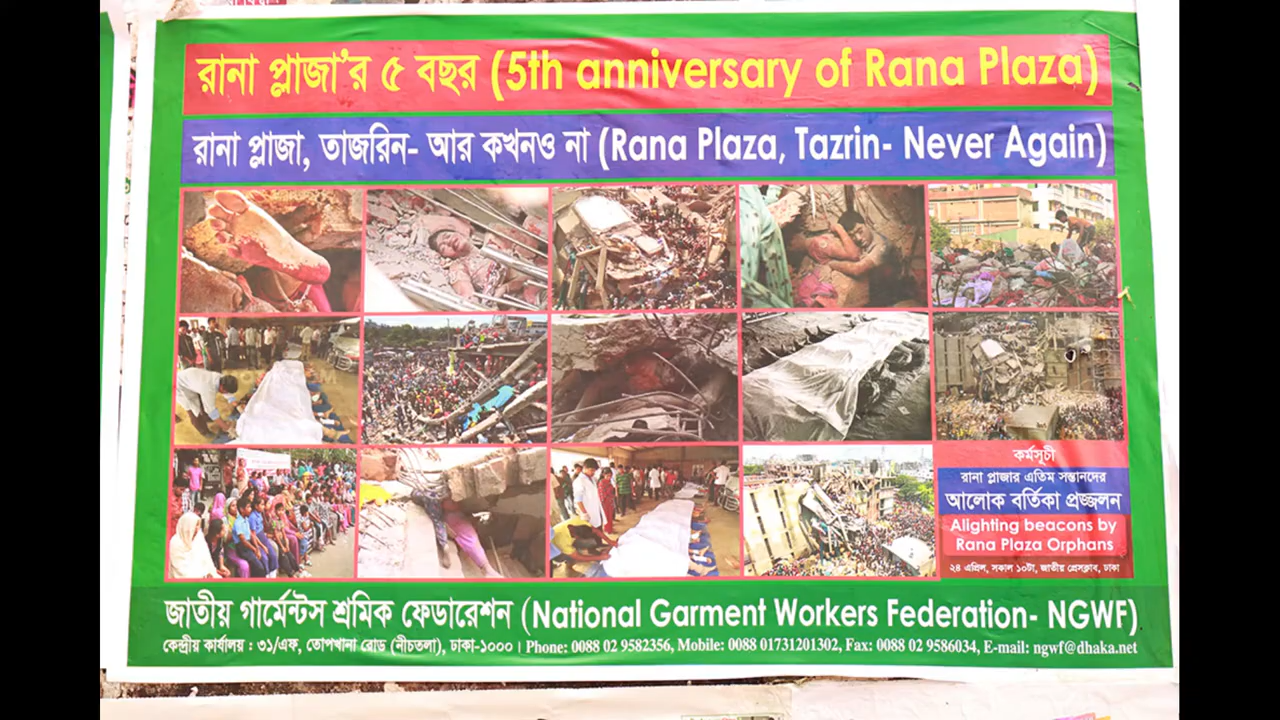 রানা প্লাজা'র ৫ বছর (5th anniversary of Rana Plaza)
রানা প্লাজা, তাজরিন- আর কখনও না (Rana Plaza, Tazrin- Never Again)
কর্মসূচী
রানা প্লাজার এতিম সন্তানদের
আলোক বর্তিকা প্রজ্জলন
Alighting beacons by
Rana Plaza Orphans
২৪ এপ্রিল, সকাল ১০টা, জাতীয় প্রেসক্লাব, ঢাকা
জাতীয় গার্মেন্টস শ্রমিক ফেডারেশন (National Garment Workers Federation- NGWF)
কেন্দ্রীয় কার্যালয় : ৩১/এফ, তোপখানা রোড (নীচতলা), ঢাকা-১০০০ । Phone: 0088 02 9582356, Mobile: 0088 01731201302, Fax: 0088 02 9586034, E-mail: ngwf@dhaka.net